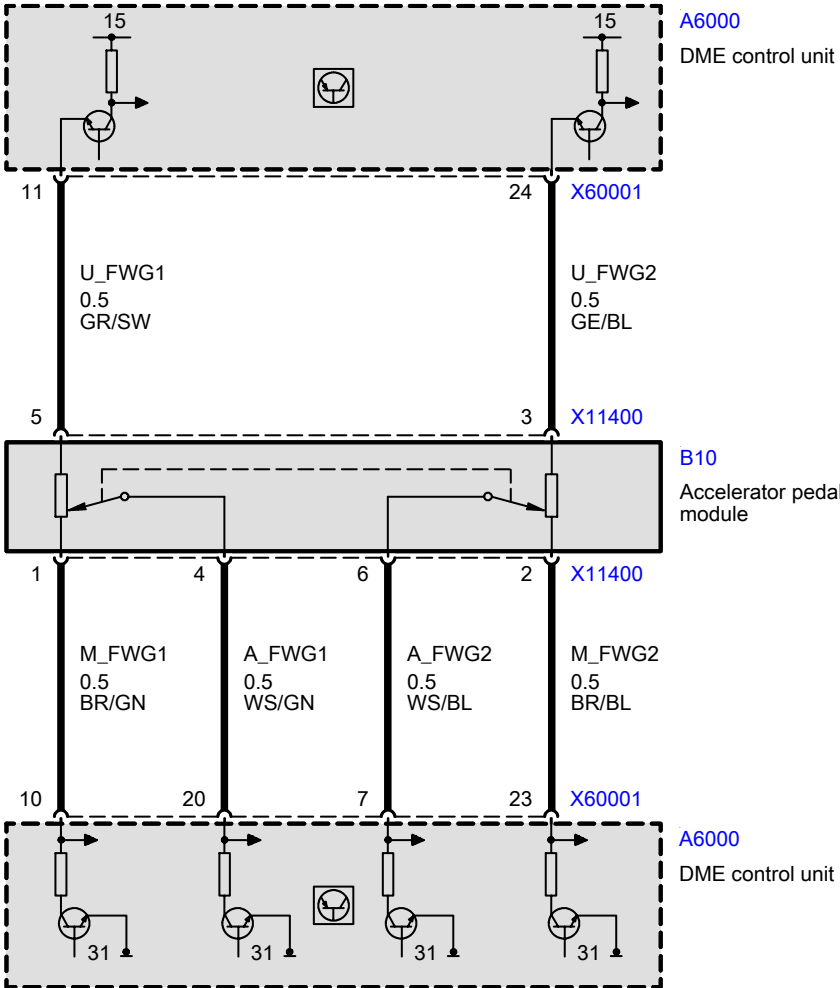 15
15
A6000
DME control unit
11
24
X60001
U_FWG1
0.5
GR/SW
U_FWG2
0.5
GE/BL
5
3
X11400
B10
Accelerator pedal
module
1
4
6
2
X11400
M_FWG1
0.5
BR/GN
A_FWG1
0.5
WS/GN
A_FWG2
0.5
WS/BL
M_FWG2
0.5
BR/BL
10
20
7
23
X60001
A6000
DME control unit
31
31
31
31